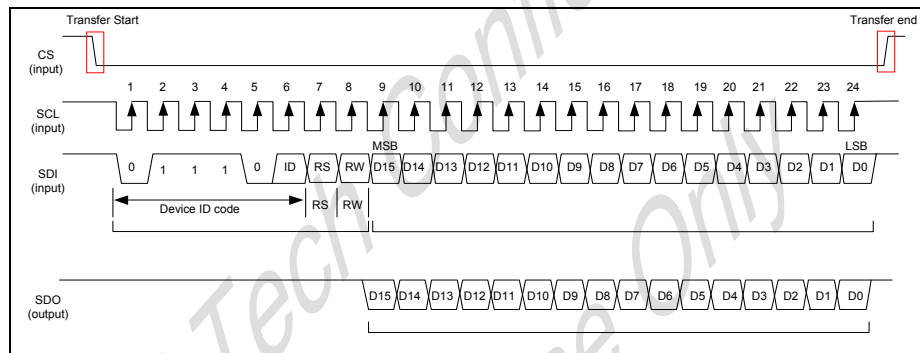 Transfer Start
Transfer end
CS
(input)
1 2 3 4 5 6 7 8 9 10 11 12 13 14 15 16 17 18 19 20 21 22 23 24
SCL
(input)
MSB
LSB
SDI
(input)
0 1 1 1 0 ID RS RW D15 D14 D13 D12 D11 D10 D9 D8 D7 D6 D5 D4 D3 D2 D1 D0
Device ID code RS RW
SDO
(output)
D15 D14 D13 D12 D11 D10 D9 D8 D7 D6 D5 D4 D3 D2 D1 D0
Tech
Only